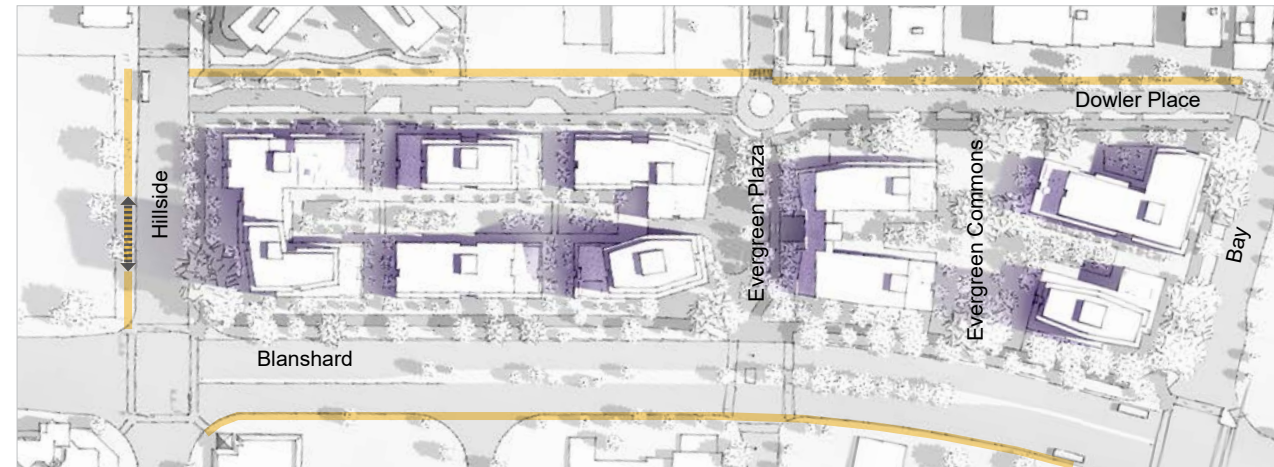 Dowler Place
Hillside
Evergreen Plaza
Evergreen Commons
Bay
Blanshard